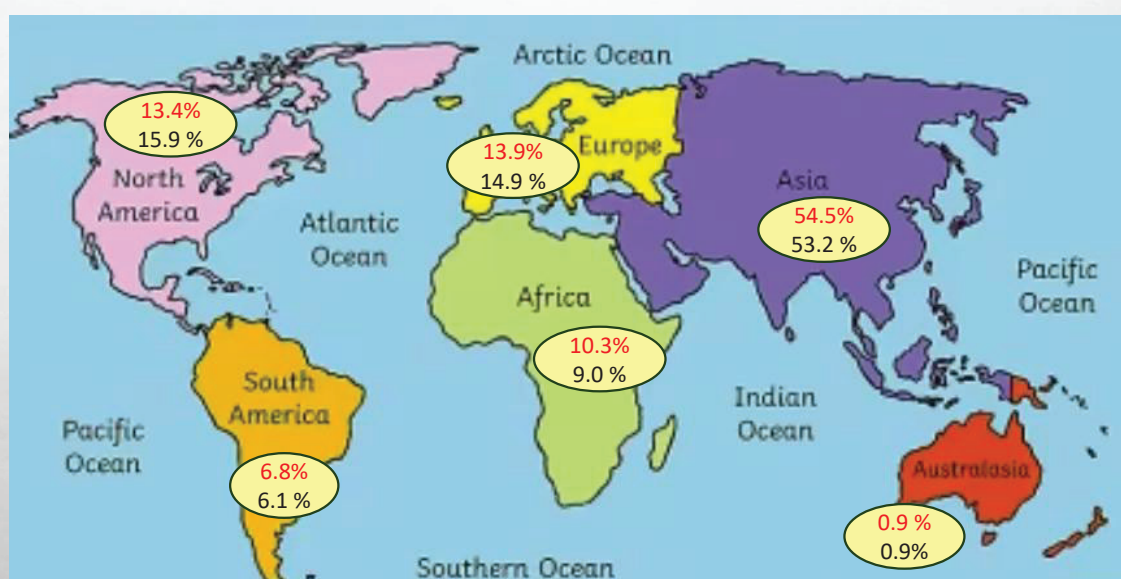 Arctic Ocean
13.4%
15.9 %
North
America
13.9%
14.9 %
Europe
Asia
54.5%
53.2 %
Atlantic
Ocean
Pacific
Ocean
Africa
10.3%
9.0 %
South
America
6.8%
6.1 %
Indian
Ocean
Pacific
Ocean
Australasia
0.9 %
0.9%
Southern Ocean